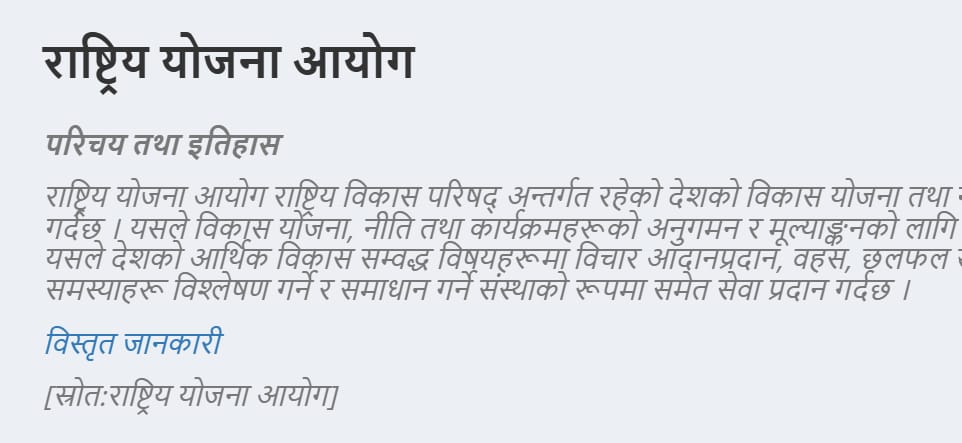 राष्ट्रिय योजना आयोग
परिचय तथा इतिहास
राष्ट्रिय योजना आयोग राष्ट्रिय विकास परिषद् अन्तर्गत रहेको देशको विकास योजना तथा
गर्दछ । यसले विकास योजना, नीति तथा कार्यक्रमहरूको अनुगमन र मूल्याङ्कनको लागि
यसले देशको आर्थिक विकास सम्वद्ध विषयहरूमा विचार आदानप्रदान, वहस, छलफल
समस्याहरू विश्लेषण गर्ने र समाधान गर्ने संस्थाको रूपमा समेत सेवा प्रदान गर्दछ ।
विस्तृत जानकारी
[स्रोत:राष्ट्रिय योजना आयोग]